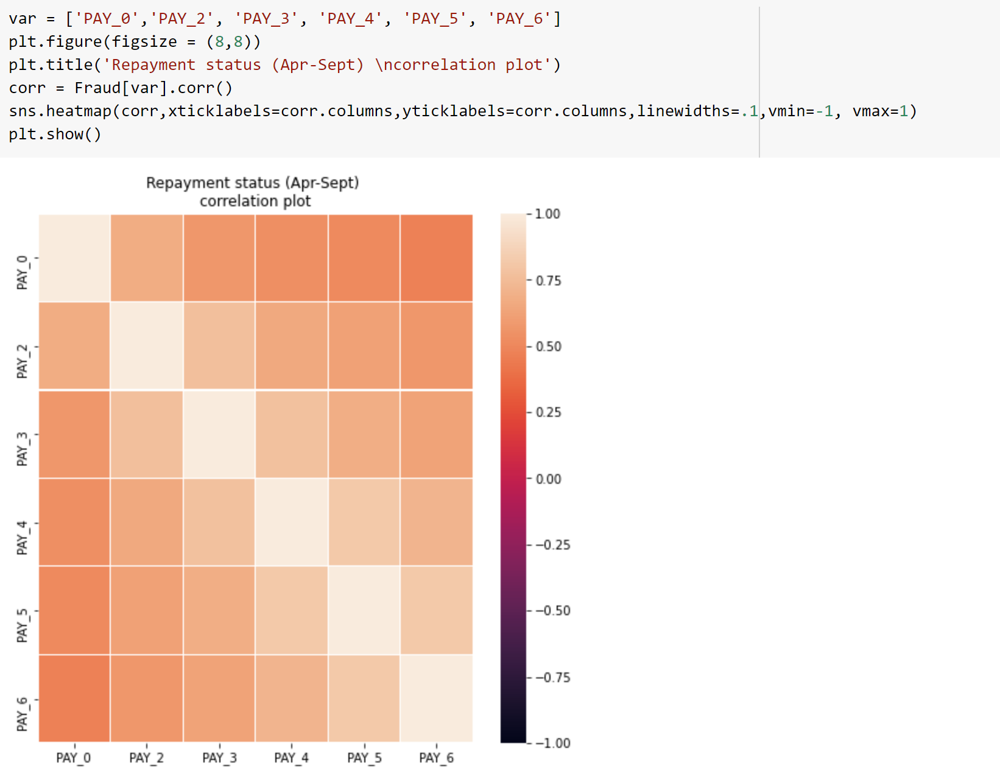 var = ['PAY_0','PAY_2', 'PAY_3', 'PAY_4', 'PAY_5', 'PAY_6']
plt.figure(figsize = (8,8))
plt.title('Repayment status (Apr-Sept) \ncorrelation plot')
corr = Fraud[var].corr()
sns.heatmap(corr,xticklabels=corr.columns,yticklabels=corr.columns,linewidths=.1,vmin=-1, vmax=1)
plt.show()
Repayment status (Apr-Sept)
correlation plot
PAY_0
PAY_2
PAY_3
PAY_4
PAY_5
PAY_6
PAY_0 PAY_2 PAY_3 PAY_4 PAY_5 PAY_6
1.00
0.75
0.50
0.25
0.00
−0.25
−0.50
−0.75
−1.00